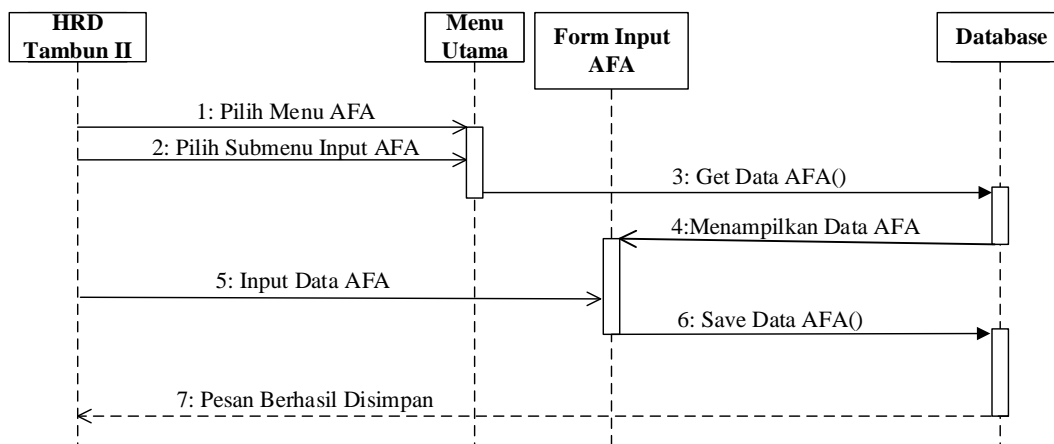 HRD
Tambun II
Menu
Utama
Form Input
AFA
Database
1: Pilih Menu AFA
2: Pilih Submenu Input AFA
3: Get Data AFA()
4:Menampilkan Data AFA
5: Input Data AFA
6: Save Data AFA()
7: Pesan Berhasil Disimpan